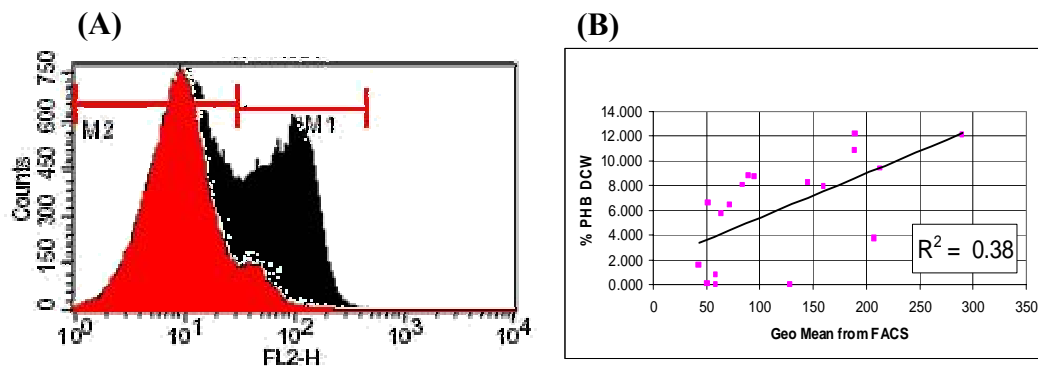 (A)
750
600
450
300
150
0
Counts
M2
M1
10^0 10^1 10^2 10^3 10^4
FL2-H
(B)
14.000
12.000
10.000
8.000
6.000
4.000
2.000
0.000
% PHB DCW
R² = 0.38
0 50 100 150 200 250 300 350
Geo Mean from FACS